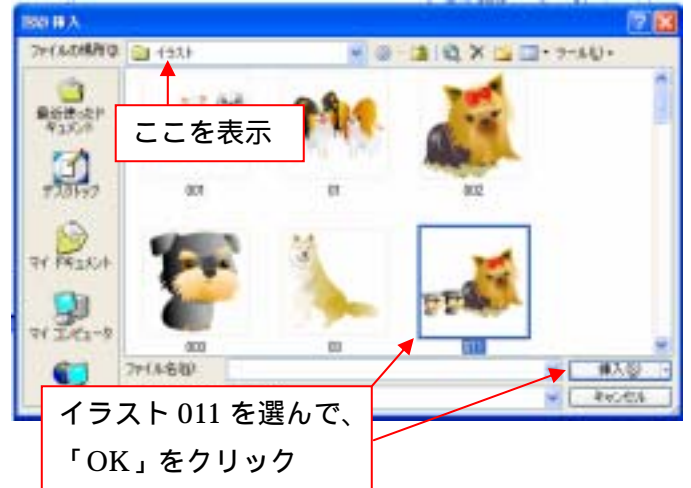 図の挿入
ファイルの場所(I):
イラスト
ツール(L)
ここを表示
最近使ったド
キュメント
デスクトップ
マイ ドキュメント
マイ コンピュータ
001
01
002
003
03
011
ファイル名(N):
挿入(S)
キャンセル
イラスト 011 を選んで、
「OK」をクリック